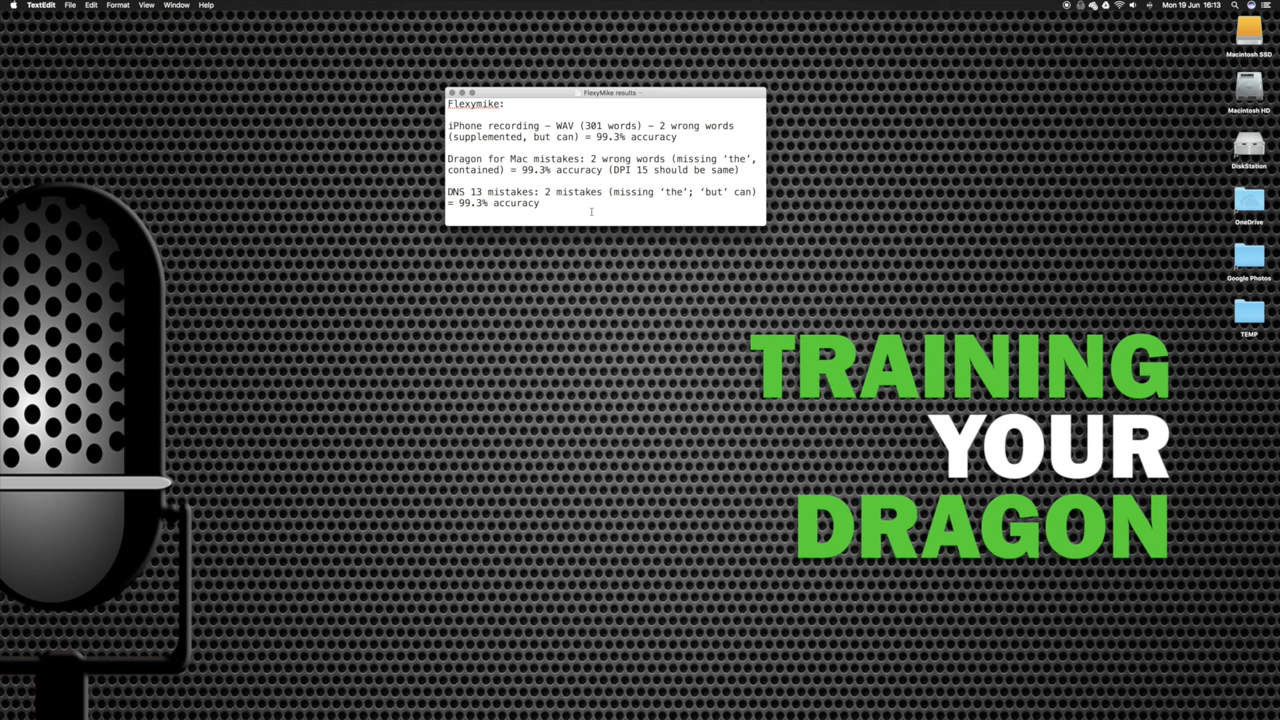 TextEdit File Edit Format View Window Help
Mon 19 Jun 16:13
FlexyMike results
Flexymike:
iPhone recording – WAV (301 words) – 2 wrong words
(supplemented, but can) = 99.3% accuracy
Dragon for Mac mistakes: 2 wrong words (missing ‘the’,
contained) = 99.3% accuracy (DPI 15 should be same)
DNS 13 mistakes: 2 mistakes (missing ‘the’; ‘but’ can)
= 99.3% accuracy
Macintosh SSD
Macintosh HD
DiskStation
OneDrive
Google Photos
TEMP
TRAINING
YOUR
DRAGON